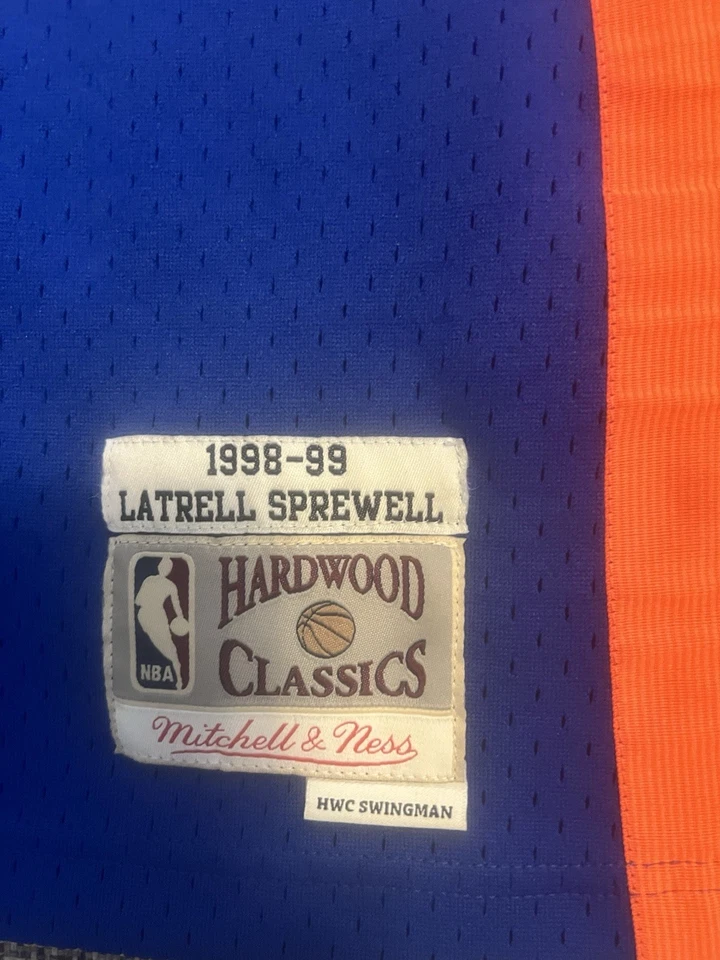 1998-99
LATRELL SPREWELL
HARDWOOD
NBA
CLASSICS
Mitchell & Ness
HWC SWINGMAN